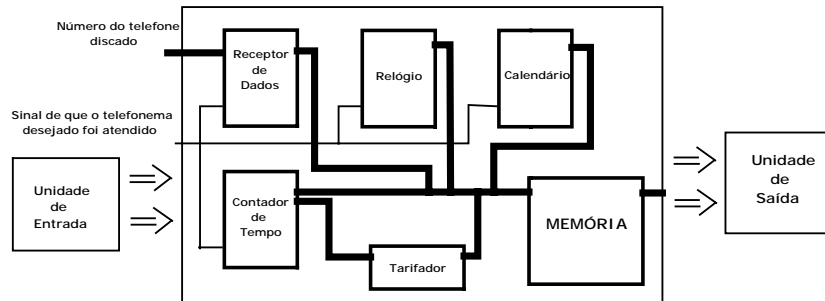 Número do telefone
discado
Receptor
de
Dados
Relógio
Calendário
Sinal de que o telefonema
desejado foi atendido
Unidade
de
Entrada
Contador
de
Tempo
Tarifador
MEMÓRIA
Unidade
de
Saída